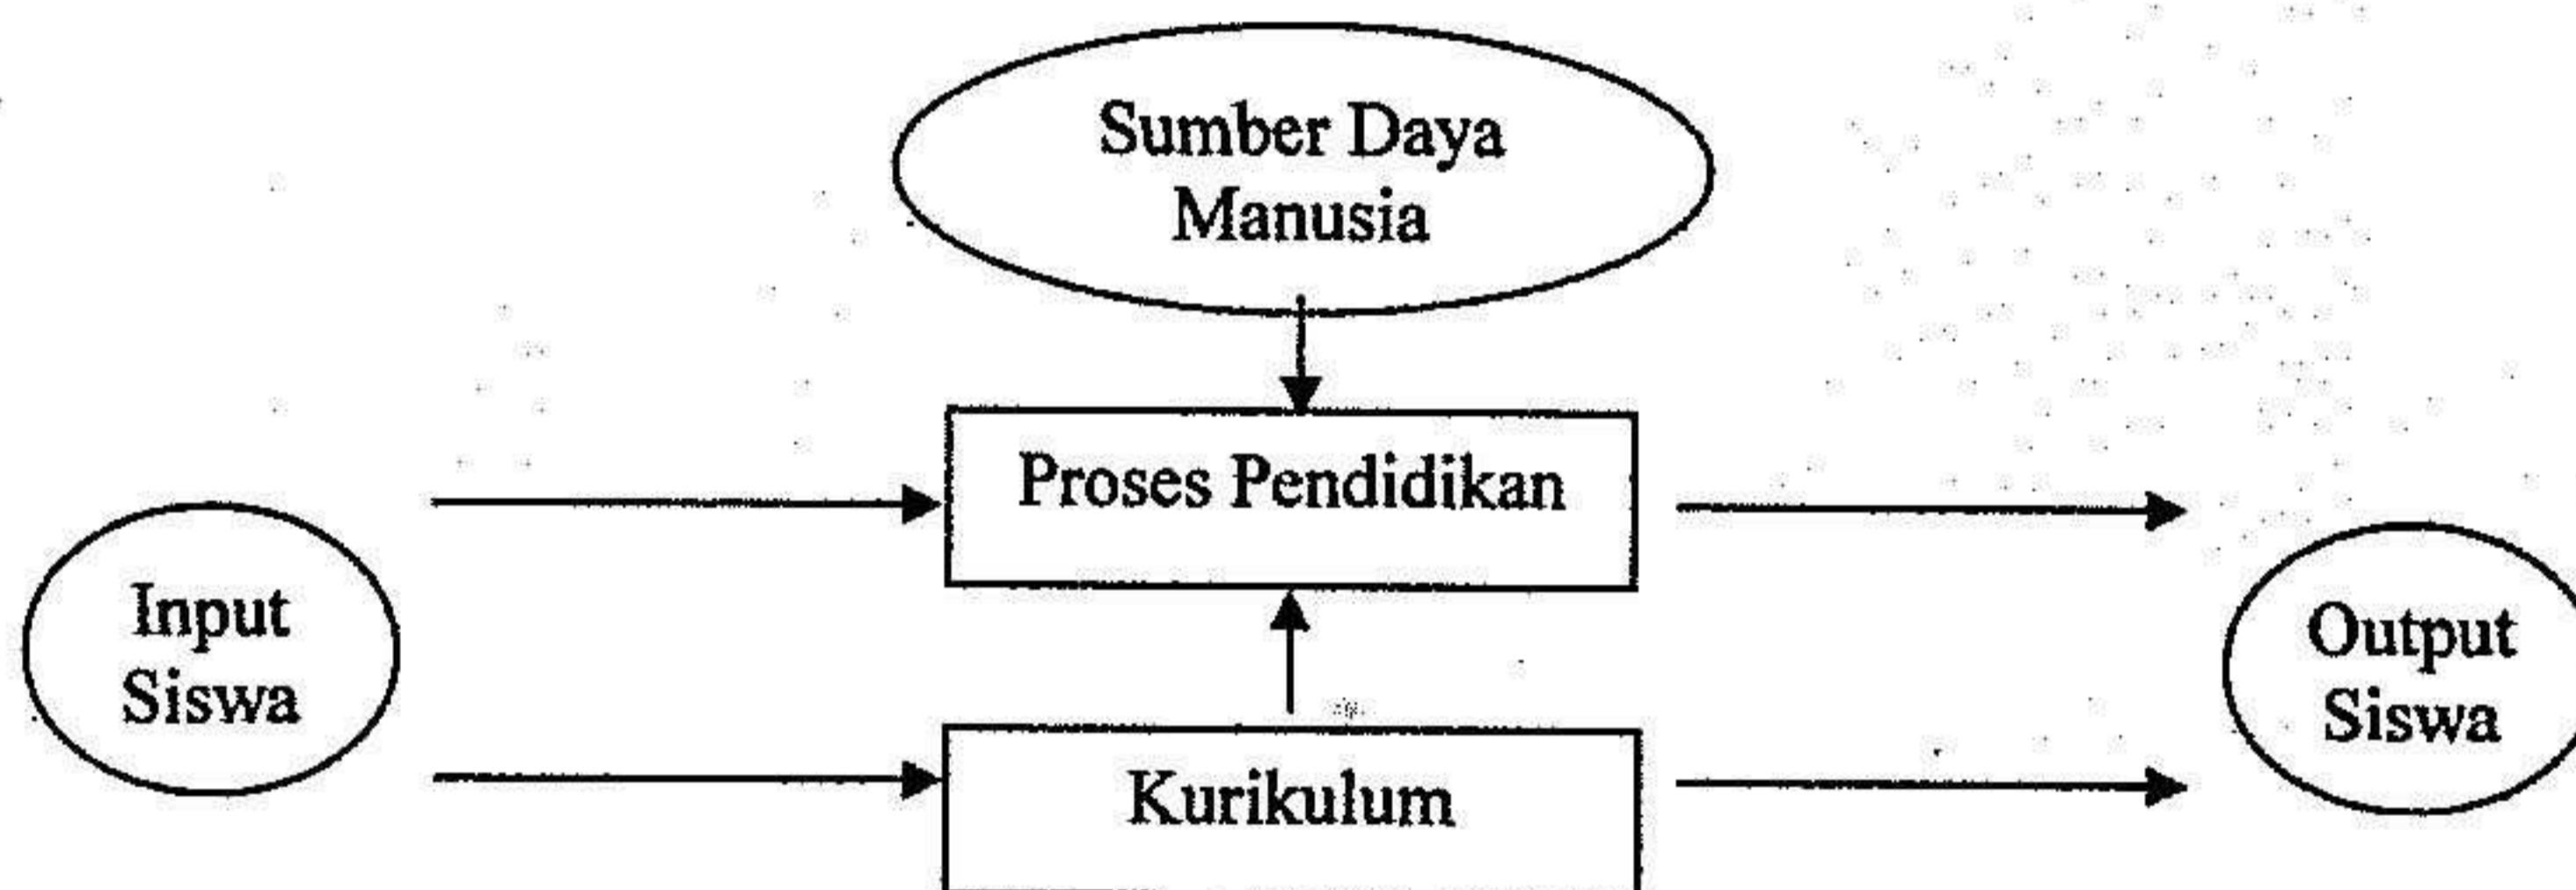 Sumber Daya
Manusia
Proses Pendidikan
Input
Siswa
Output
Siswa
Kurikulum